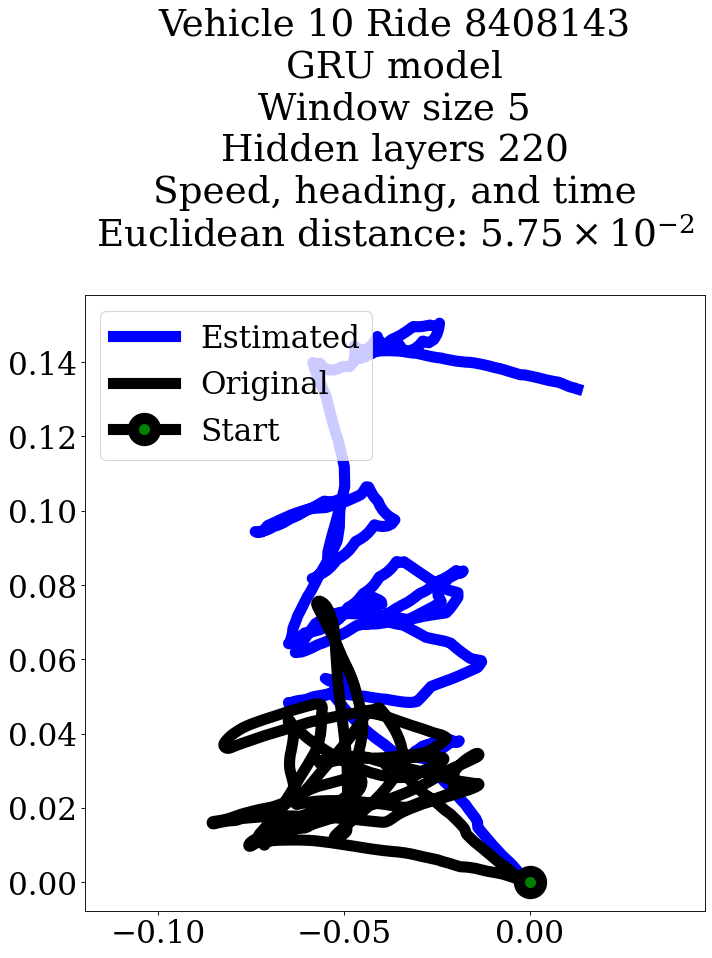 Vehicle 10 Ride 8408143
GRU model
Window size 5
Hidden layers 220
Speed, heading, and time
Euclidean distance: 5.75 × 10⁻²
Estimated
Original
Start
0.14
0.12
0.10
0.08
0.06
0.04
0.02
0.00
−0.10 −0.05 0.00